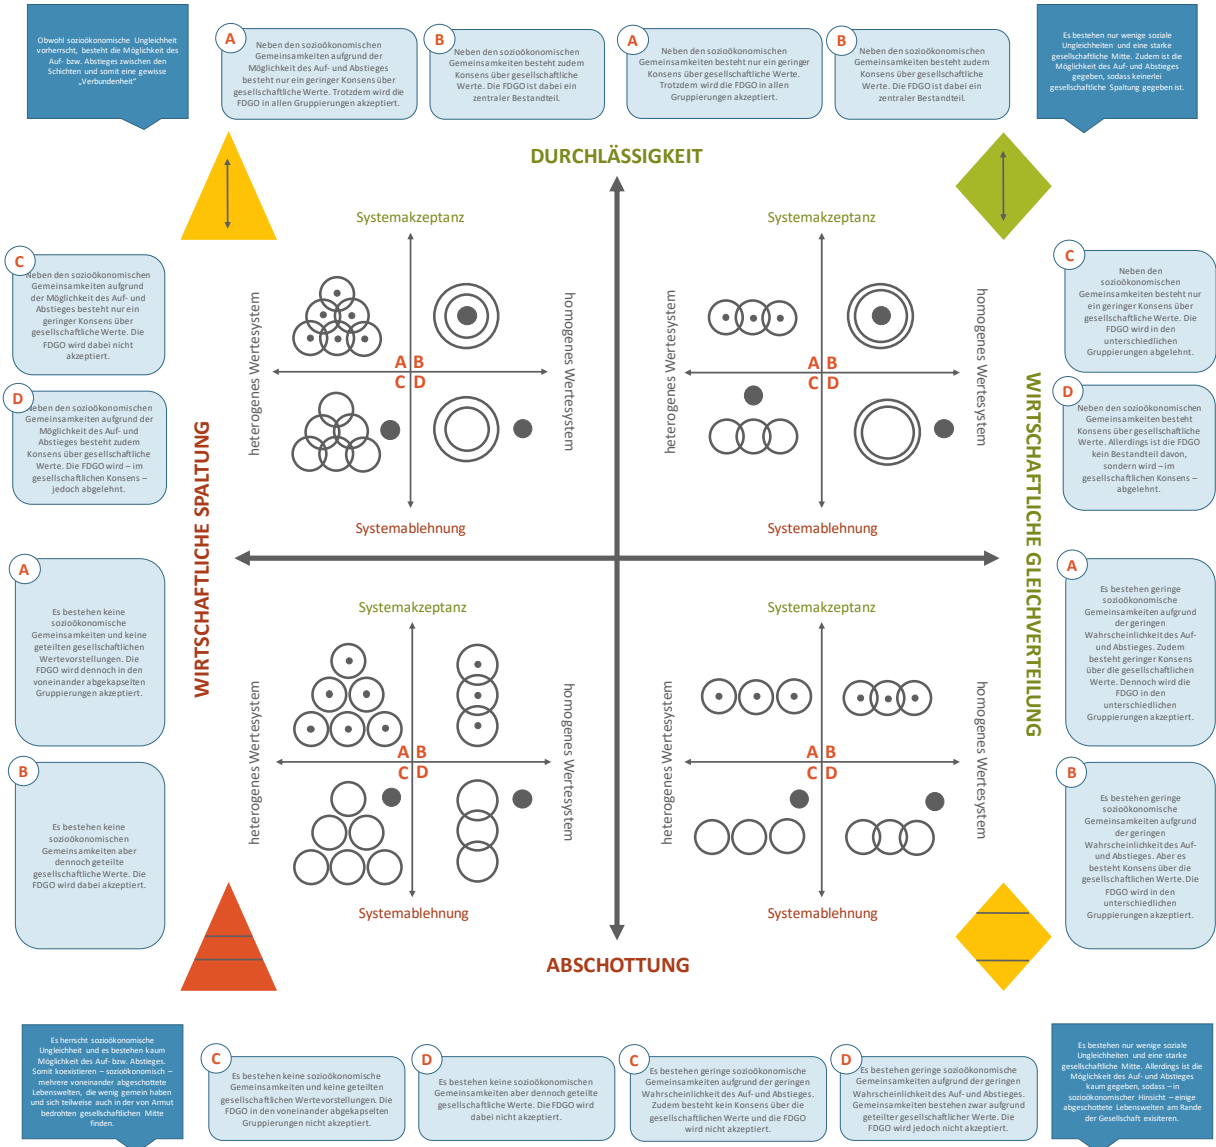 Obwohl sozioökonomische Ungleichheit
vorherrscht, besteht die Möglichkeit des
Auf- bzw. Abstieges zwischen den
Schichten und somit eine gewisse
„Verbundenheit"
A
Neben den sozioökonomischen
Gemeinsamkeiten aufgrund der
Möglichkeit des Auf- und Abstieges
besteht nur ein geringer Konsens über
gesellschaftliche Werte. Trotzdem wird die
FDGO in allen Gruppierungen akzeptiert.
B
Neben den sozioökonomischen
Gemeinsamkeiten besteht zudem
Konsens über gesellschaftliche
Werte. Die FDGO ist dabei ein
zentraler Bestandteil.
A
Neben den sozioökonomischen
Gemeinsamkeiten besteht nur ein geringer
Konsens über gesellschaftliche Werte.
Trotzdem wird die FDGO in allen
Gruppierungen akzeptiert.
B
Neben den sozioökonomischen
Gemeinsamkeiten besteht zudem
Konsens über gesellschaftliche
Werte. Die FDGO ist dabei ein
zentraler Bestandteil.
Es bestehen nur wenige soziale
Ungleichheiten und eine starke
gesellschaftliche Mitte. Zudem ist die
Möglichkeit des Auf- und Abstieges
gegeben, sodass keinerlei
gesellschaftliche Spaltung gegeben ist.
DURCHLÄSSIGKEIT
C
Neben den sozioökonomischen
Gemeinsamkeiten aufgrund
der Möglichkeit des Auf- und
Abstieges besteht nur ein
geringer Konsens über
gesellschaftliche Werte. Die
FDGO wird dabei nicht
akzeptiert.
D
Neben den sozioökonomischen
Gemeinsamkeiten aufgrund der
Möglichkeit des Auf- und
Abstieges besteht zudem
Konsens über gesellschaftliche
Werte. Die FDGO wird – im
gesellschaftlichen Konsens –
jedoch abgelehnt.
WIRTSCHAFTLICHE SPALTUNG
Systemakzeptanz
heterogenes Wertesystem
homogenes Wertesystem
A B
C D
Systemablehnung
Systemakzeptanz
heterogenes Wertesystem
homogenes Wertesystem
A B
C D
Systemablehnung
WIRTSCHAFTLICHE GLEICHVERTEILUNG
C
Neben den
sozioökonomischen
Gemeinsamkeiten besteht nur
ein geringer Konsens über
gesellschaftliche Werte. Die
FDGO wird in den
unterschiedlichen
Gruppierungen abgelehnt.
D
Neben den sozioökonomischen
Gemeinsamkeiten besteht
Konsens über gesellschaftliche
Werte. Allerdings ist die FDGO
kein Bestandteil davon,
sondern wird – im
gesellschaftlichen Konsens –
abgelehnt.
A
Es bestehen keine
sozioökonomische
Gemeinsamkeiten und keine
geteilten gesellschaftlichen
Wertevorstellungen. Die
FDGO wird dennoch in den
voneinander abgekapselten
Gruppierungen akzeptiert.
B
Es bestehen keine
sozioökonomischen
Gemeinsamkeiten aber
dennoch geteilte
gesellschaftliche Werte. Die
FDGO wird dabei akzeptiert.
Systemakzeptanz
heterogenes Wertesystem
homogenes Wertesystem
A B
C D
Systemablehnung
Systemakzeptanz
heterogenes Wertesystem
homogenes Wertesystem
A B
C D
Systemablehnung
A
Es bestehen geringe
sozioökonomische
Gemeinsamkeiten aufgrund
der geringen
Wahrscheinlichkeit des Auf-
und Abstieges. Zudem
besteht geringer Konsens
über die gesellschaftlichen
Werte. Dennoch wird die
FDGO in den
unterschiedlichen
Gruppierungen akzeptiert.
B
Es bestehen geringe
sozioökonomische
Gemeinsamkeiten aufgrund
der geringen
Wahrscheinlichkeit des Auf-
und Abstieges. Aber es
besteht Konsens über die
gesellschaftlichen Werte. Die
FDGO wird in den
unterschiedlichen
Gruppierungen akzeptiert.
ABSCHOTTUNG
Es herrscht sozioökonomische
Ungleichheit und es bestehen kaum
Möglichkeit des Auf- bzw. Abstieges.
Somit koexistieren – sozioökonomisch –
mehrere voneinander abgeschottete
Lebenswelten, die wenig gemein haben
und sich teilweise auch in der von Armut
bedrohten gesellschaftlichen Mitte
finden.
C
Es bestehen keine sozioökonomische
Gemeinsamkeiten und keine geteilten
gesellschaftlichen Wertevorstellungen. Die
FDGO in den voneinander abgekapselten
Gruppierungen nicht akzeptiert.
D
Es bestehen keine sozioökonomischen
Gemeinsamkeiten aber dennoch geteilte
gesellschaftliche Werte. Die FDGO wird
dabei nicht akzeptiert.
C
Es bestehen geringe sozioökonomische
Gemeinsamkeiten aufgrund der geringen
Wahrscheinlichkeit des Auf- und Abstieges.
Zudem besteht kein Konsens über die
gesellschaftlichen Werte und die FDGO
wird nicht akzeptiert.
D
Es bestehen geringe sozioökonomische
Gemeinsamkeiten aufgrund der geringen
Wahrscheinlichkeit des Auf- und Abstieges.
Gemeinsamkeiten bestehen zwar aufgrund
geteilter gesellschaftlicher Werte. Die
FDGO wird jedoch nicht akzeptiert.
Es bestehen nur wenige soziale
Ungleichheiten und eine starke
gesellschaftliche Mitte. Allerdings ist die
Möglichkeit des Auf- und Abstieges
kaum gegeben, sodass – in
sozioökonomischer Hinsicht – einige
abgeschottete Lebenswelten am Rande
der Gesellschaft exisiteren.